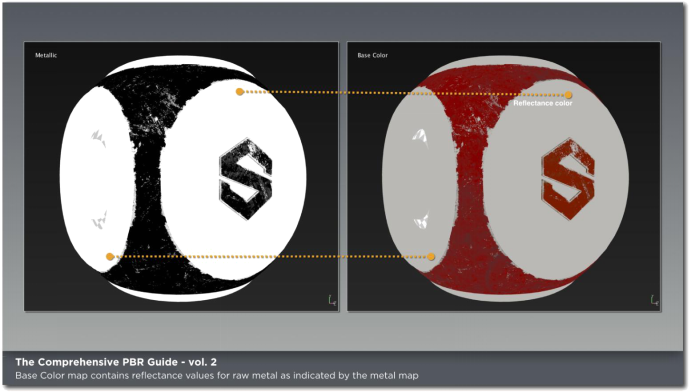 Metallic
Base Color
Reflectance color
The Comprehensive PBR Guide - vol. 2
Base Color map contains reflectance values for raw metal as indicated by the metal map